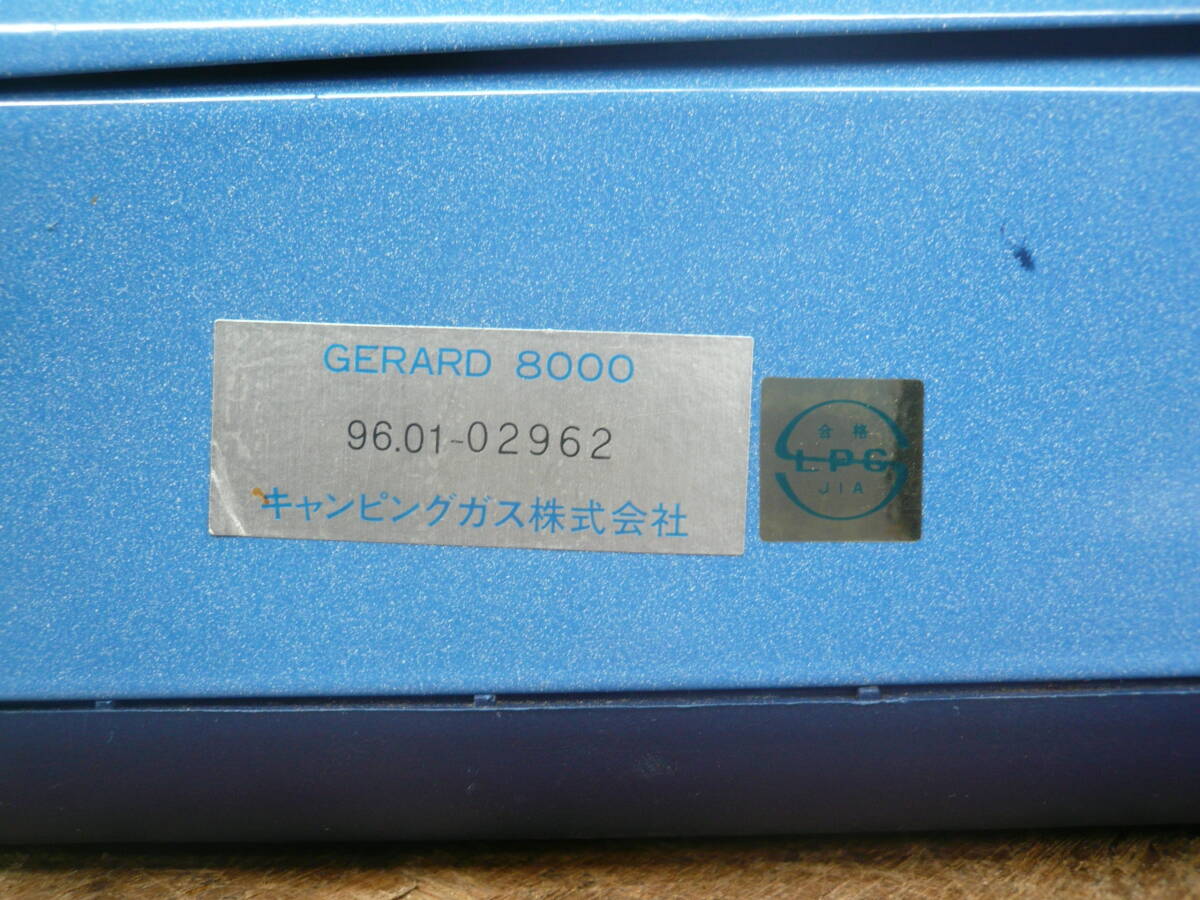 GERARD 8000
96.01-02962
キャンピングガス株式会社
合格
LPG
JIA